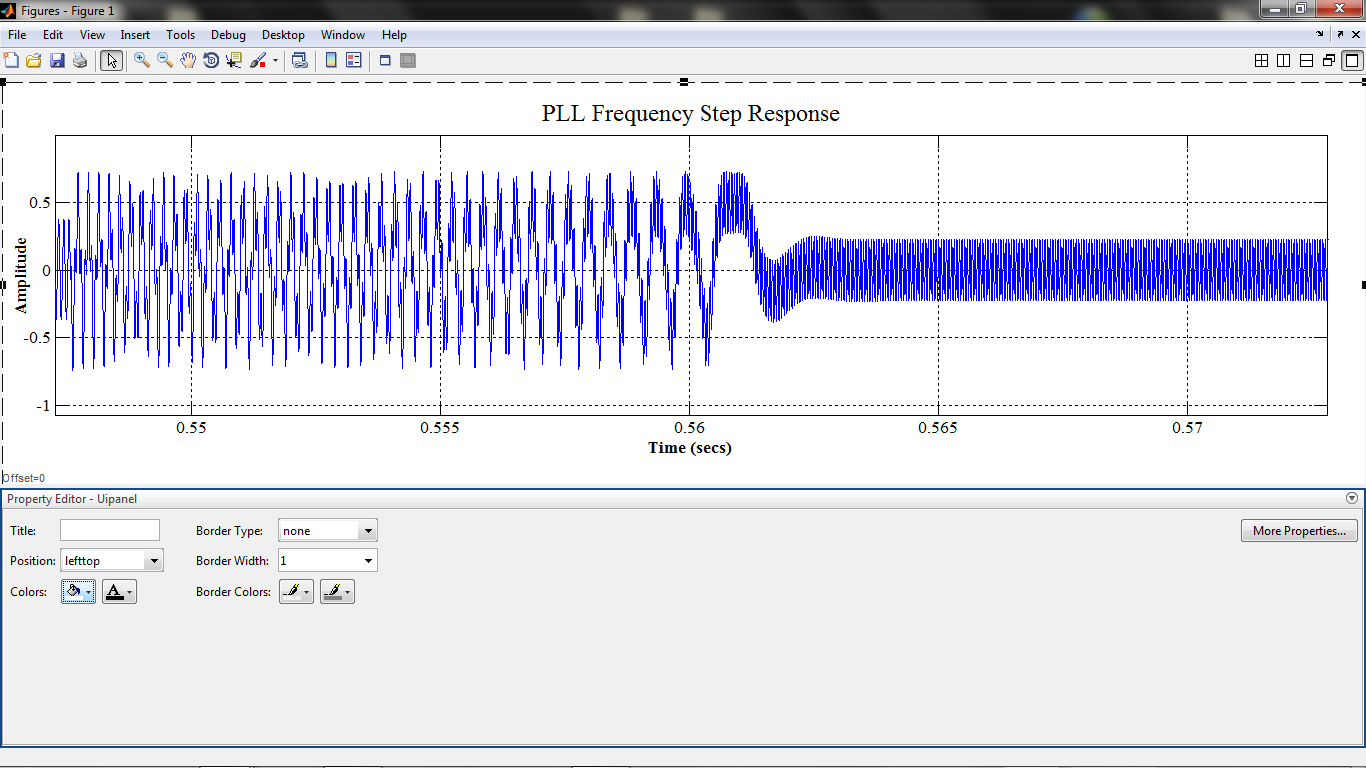 Figures - Figure 1
File Edit View Insert Tools Debug Desktop Window Help
PLL Frequency Step Response
0.5
0
-0.5
-1
Amplitude
0.55 0.555 0.56 0.565 0.57
Time (secs)
Offset=0
Property Editor - Uipanel
Title: Border Type: none More Properties...
Position: lefttop Border Width: 1
Colors: A Border Colors: